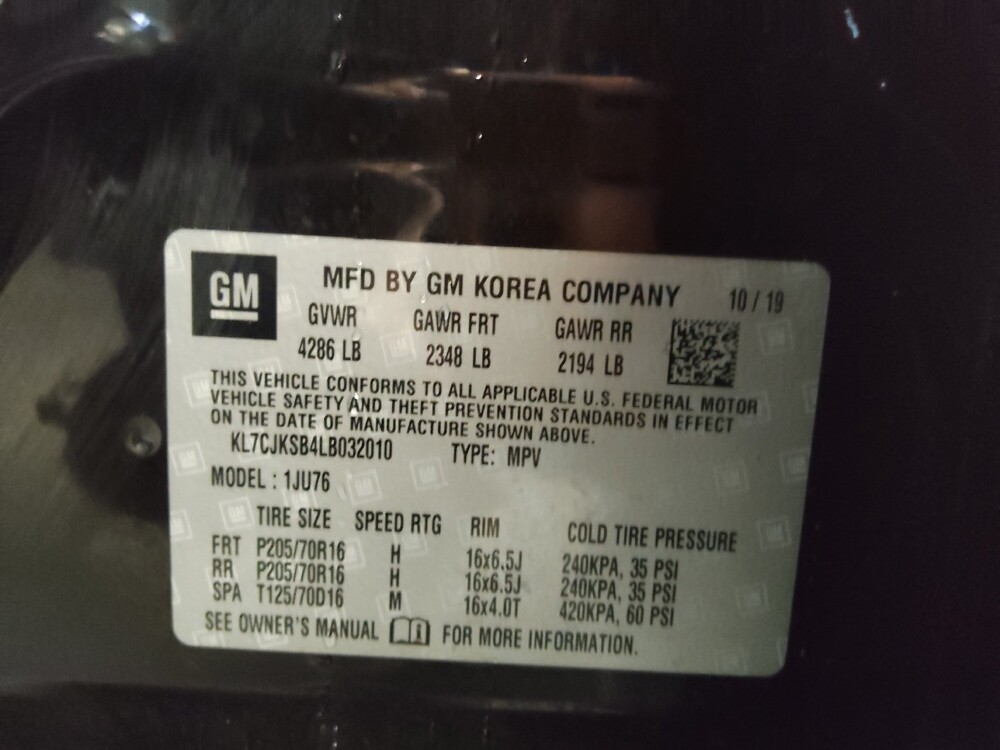 GM MFD BY GM KOREA COMPANY 10 / 19
GVWR GAWR FRT GAWR RR
4286 LB 2348 LB 2194 LB
THIS VEHICLE CONFORMS TO ALL APPLICABLE U.S. FEDERAL MOTOR
VEHICLE SAFETY AND THEFT PREVENTION STANDARDS IN EFFECT
ON THE DATE OF MANUFACTURE SHOWN ABOVE.
KL7CJKSB4LB032010 TYPE: MPV
MODEL : 1JU76
TIRE SIZE SPEED RTG RIM COLD TIRE PRESSURE
FRT P205/70R16 H 16x6.5J 240KPA, 35 PSI
RR P205/70R16 H 16x6.5J 240KPA, 35 PSI
SPA T125/70D16 M 16x4.0T 420KPA, 60 PSI
SEE OWNER'S MANUAL FOR MORE INFORMATION.